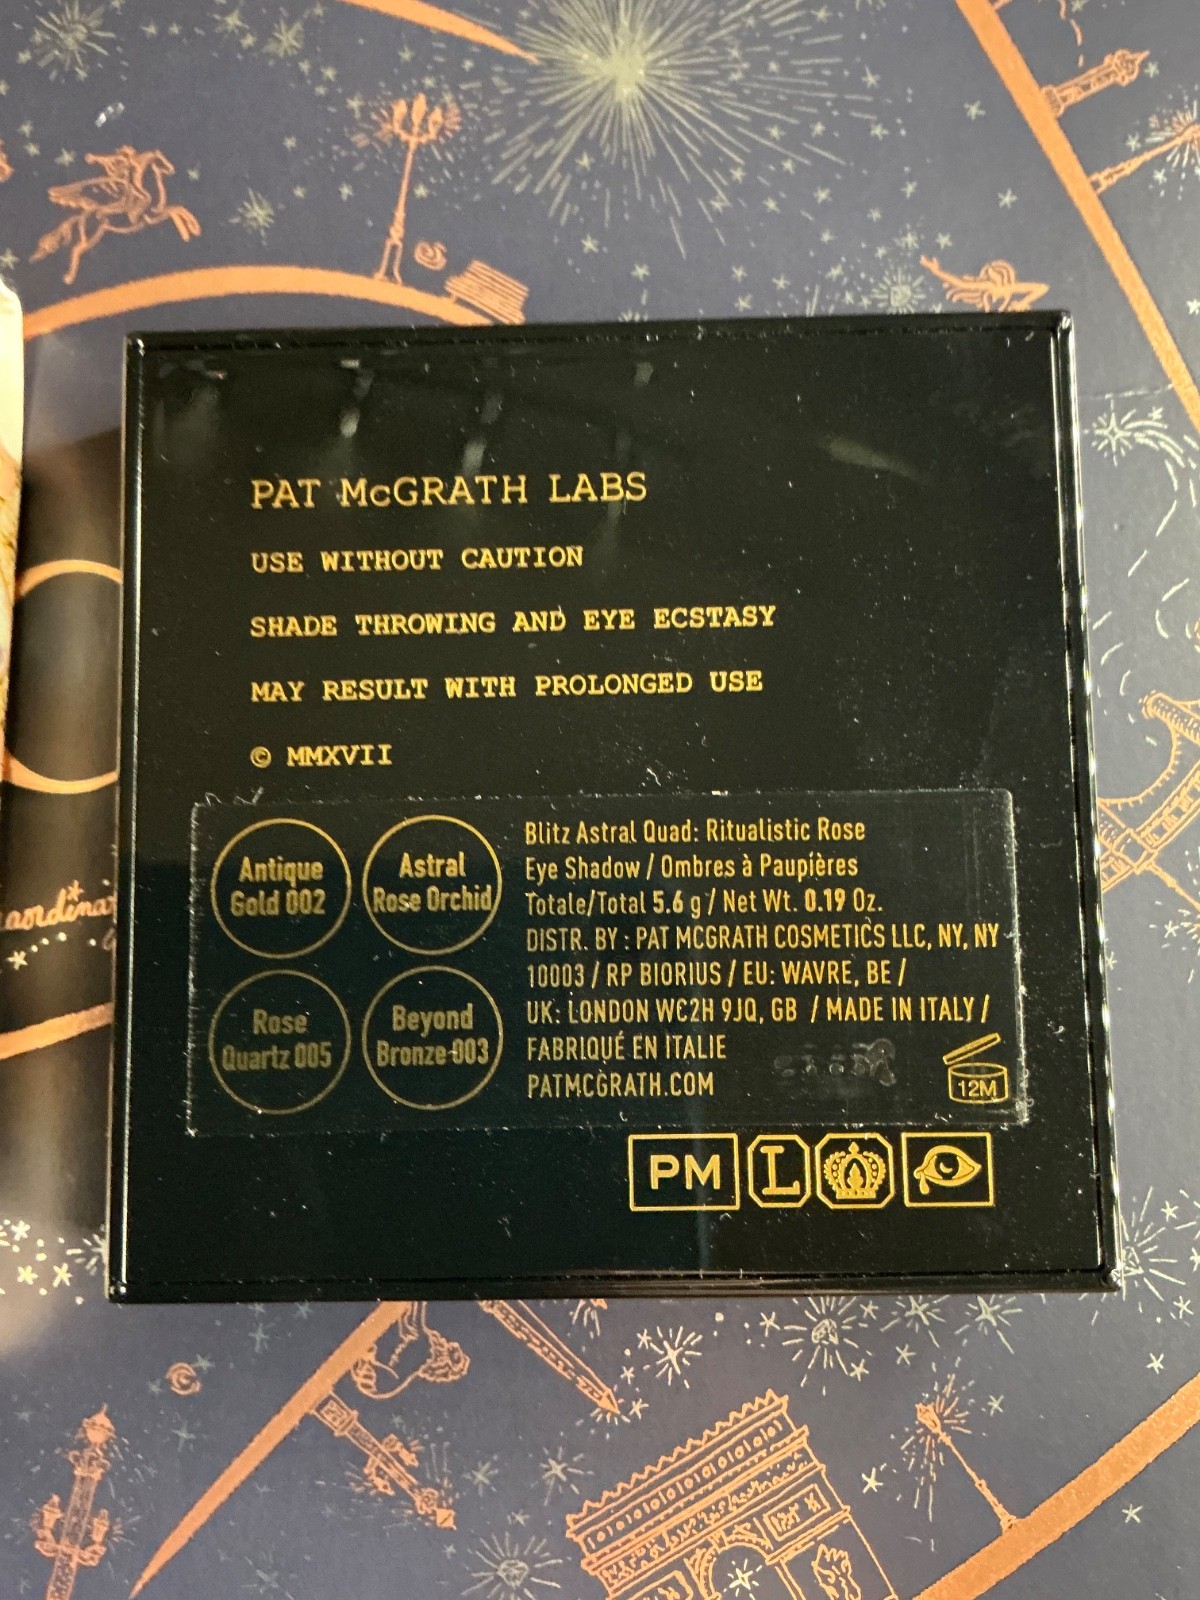 PAT McGRATH LABS
USE WITHOUT CAUTION
SHADE THROWING AND EYE ECSTASY
MAY RESULT WITH PROLONGED USE
© MMXVII
Antique
Gold 002
Astral
Rose Orchid
Rose
Quartz 005
Beyond
Bronze 003
Blitz Astral Quad: Ritualistic Rose
Eye Shadow / Ombres à Paupières
Totale/Total 5.6 g / Net Wt. 0.19 Oz.
DISTR. BY : PAT MCGRATH COSMETICS LLC, NY, NY
10003 / RP BIORIUS / EU: WAVRE, BE /
UK: LONDON WC2H 9JQ, GB / MADE IN ITALY /
FABRIQUÉ EN ITALIE
PATMCGRATH.COM
12M
PM L